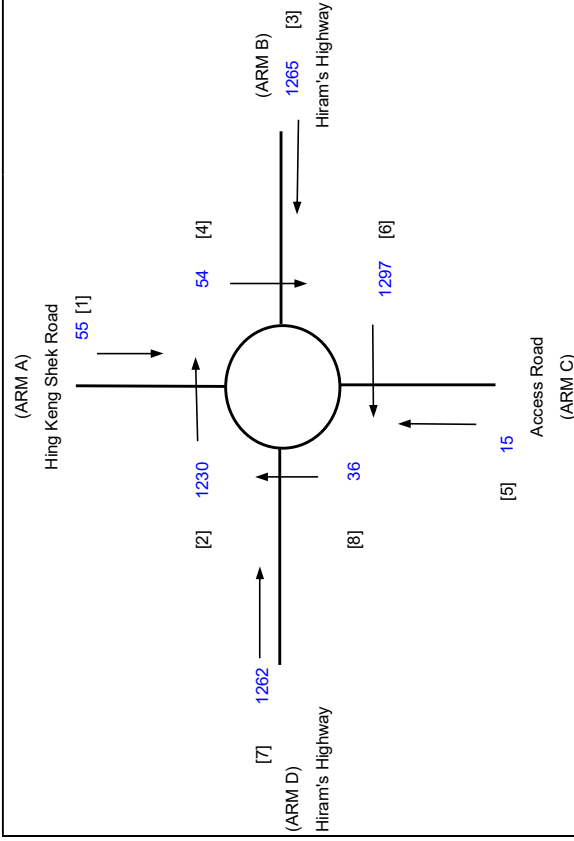 (ARM A)
Hing Keng Shek Road
55 [1]
(ARM B)
1265 [3]
Hiram's Highway
54 [4]
1230
[2]
1297 [6]
36
[8]
[7] 1262
(ARM D)
Hiram's Highway
15
[5]
Access Road
(ARM C)